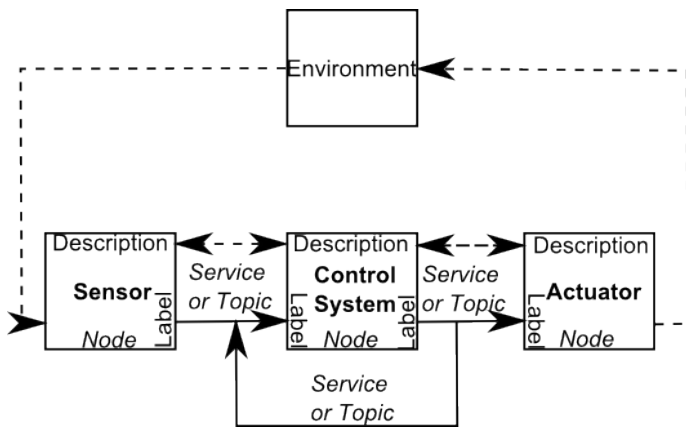 Environment
Description
Sensor
Label
Node
Service
or Topic
Description
Control
System
Label
Label
Node
Service
or Topic
Description
Actuator
Label
Node
Service
or Topic